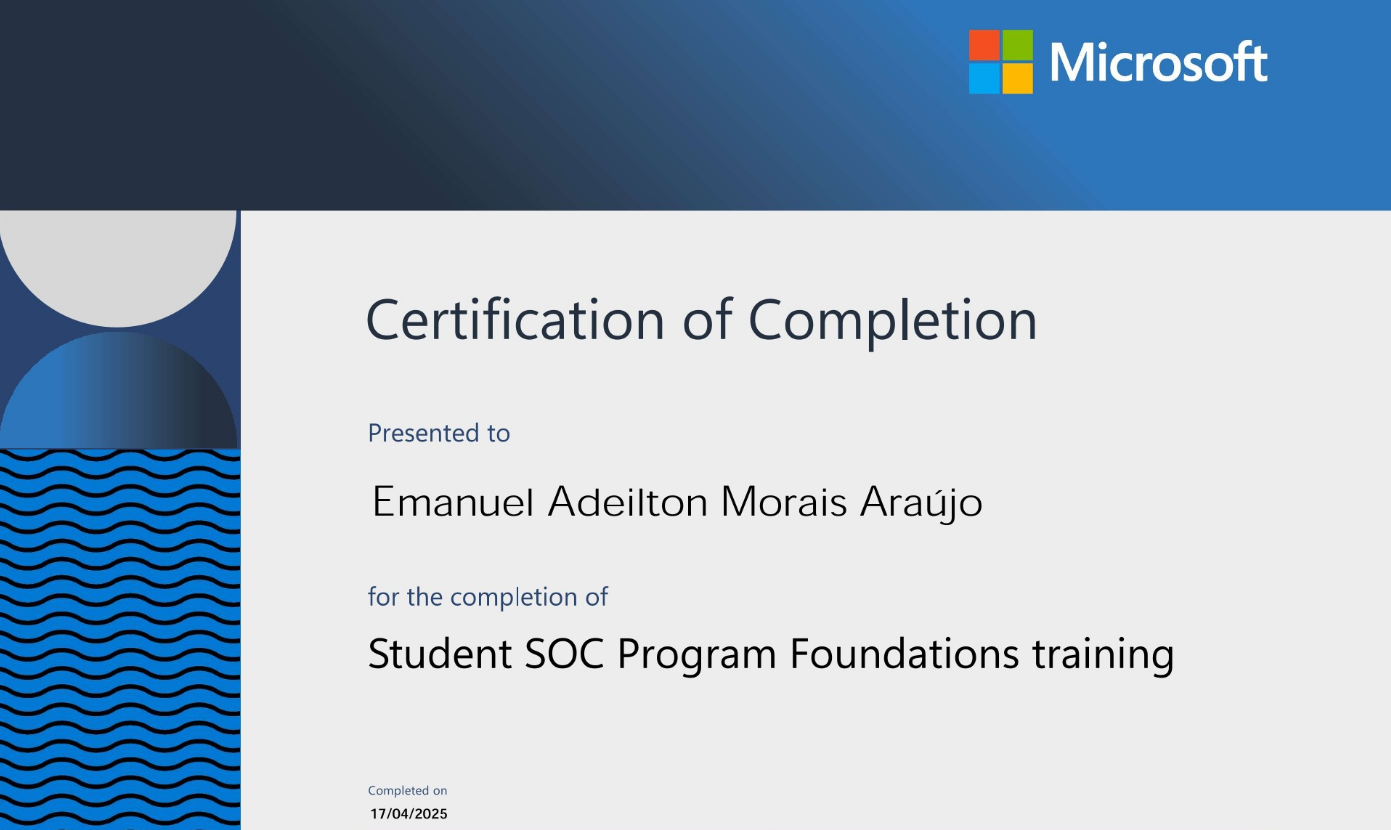 Microsoft
Certification of Completion
Presented to
Emanuel Adeilton Morais Araújo
for the completion of
Student SOC Program Foundations training
Completed on
17/04/2025